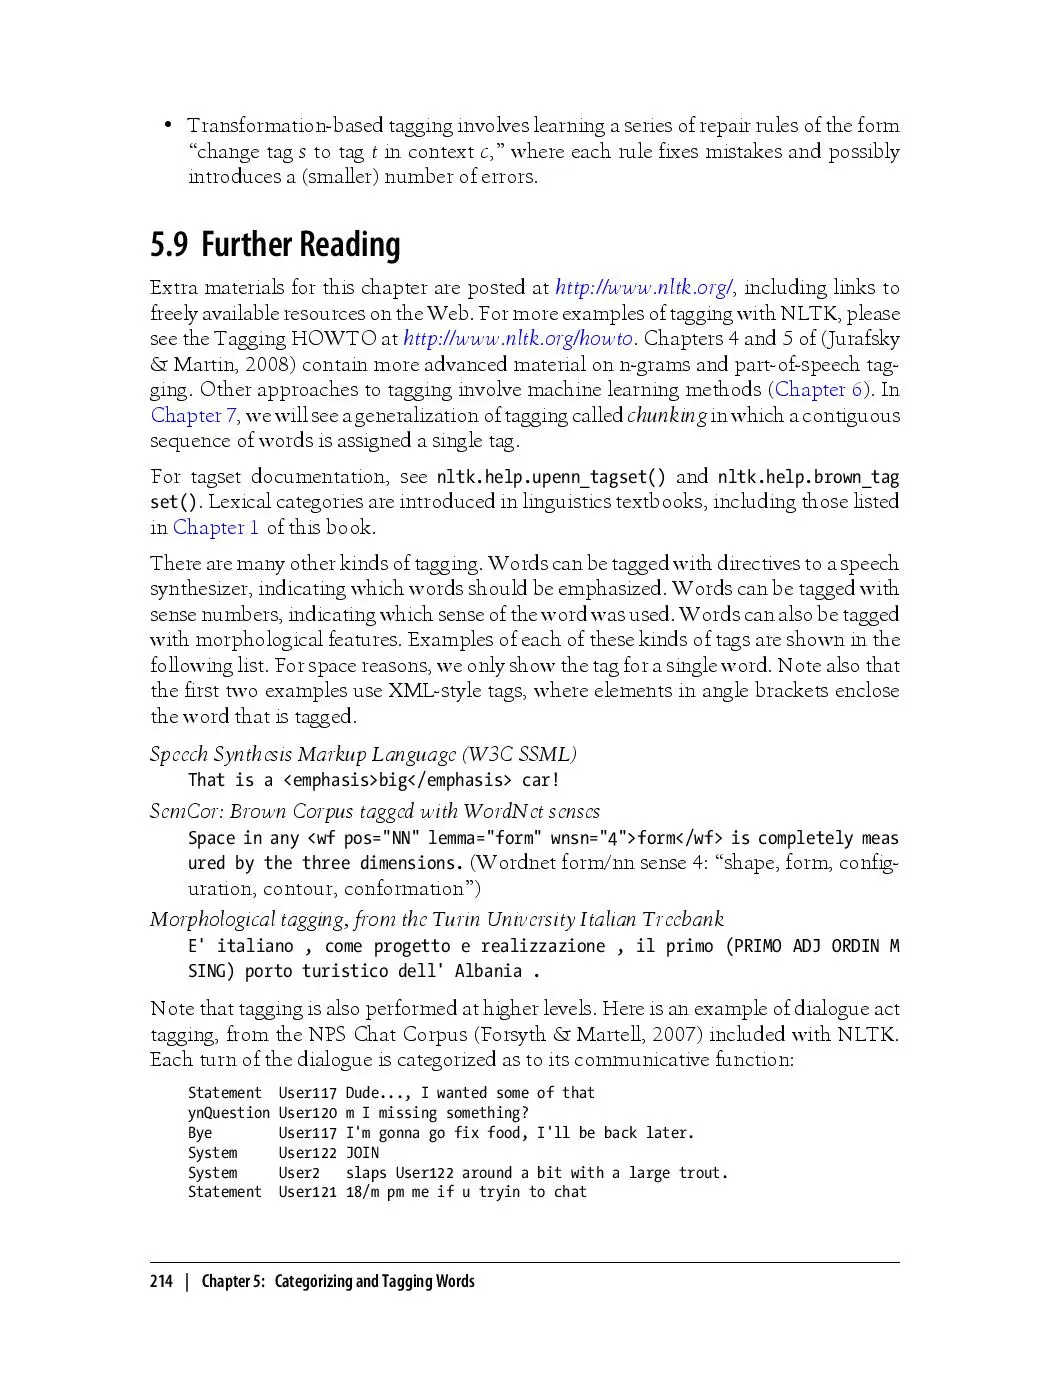 • Transformation-based tagging involves learning a series of repair rules of the form
“change tag s to tag t in context c,” where each rule fixes mistakes and possibly
introduces a (smaller) number of errors.
5.9 Further Reading
Extra materials for this chapter are posted at http://www.nltk.org/, including links to
freely available resources on the Web. For more examples of tagging with NLTK, please
see the Tagging HOWTO at http://www.nltk.org/howto. Chapters 4 and 5 of (Jurafsky
& Martin, 2008) contain more advanced material on n-grams and part-of-speech tag-
ging. Other approaches to tagging involve machine learning methods (Chapter 6). In
Chapter 7, we will see a generalization of tagging called chunking in which a contiguous
sequence of words is assigned a single tag.
For tagset documentation, see nltk.help.upenn_tagset() and nltk.help.brown_tag
set(). Lexical categories are introduced in linguistics textbooks, including those listed
in Chapter 1 of this book.
There are many other kinds of tagging. Words can be tagged with directives to a speech
synthesizer, indicating which words should be emphasized. Words can be tagged with
sense numbers, indicating which sense of the word was used. Words can also be tagged
with morphological features. Examples of each of these kinds of tags are shown in the
following list. For space reasons, we only show the tag for a single word. Note also that
the first two examples use XML-style tags, where elements in angle brackets enclose
the word that is tagged.
Speech Synthesis Markup Language (W3C SSML)
That is a <emphasis>big</emphasis> car!
SemCor: Brown Corpus tagged with WordNet senses
Space in any <wf pos="NN" lemma="form" wnsn="4">form</wf> is completely meas
ured by the three dimensions. (Wordnet form/nn sense 4: “shape, form, config-
uration, contour, conformation”)
Morphological tagging, from the Turin University Italian Treebank
E' italiano , come progetto e realizzazione , il primo (PRIMO ADJ ORDIN M
SING) porto turistico dell' Albania .
Note that tagging is also performed at higher levels. Here is an example of dialogue act
tagging, from the NPS Chat Corpus (Forsyth & Martell, 2007) included with NLTK.
Each turn of the dialogue is categorized as to its communicative function:
Statement User117 Dude..., I wanted some of that
ynQuestion User120 m I missing something?
Bye User117 I'm gonna go fix food, I'll be back later.
System User122 JOIN
System User2 slaps User122 around a bit with a large trout.
Statement User121 18/m pm me if u tryin to chat
214 | Chapter 5: Categorizing and Tagging Words